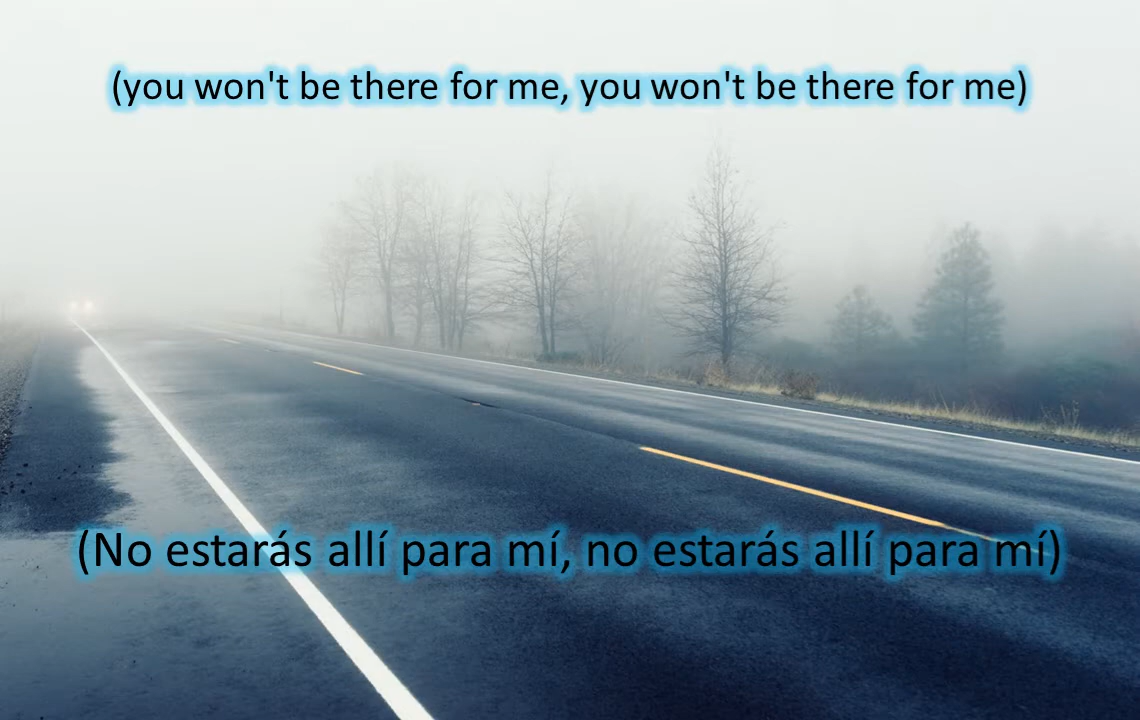 (you won't be there for me, you won't be there for me)
(No estarás allí para mí, no estarás allí para mí)